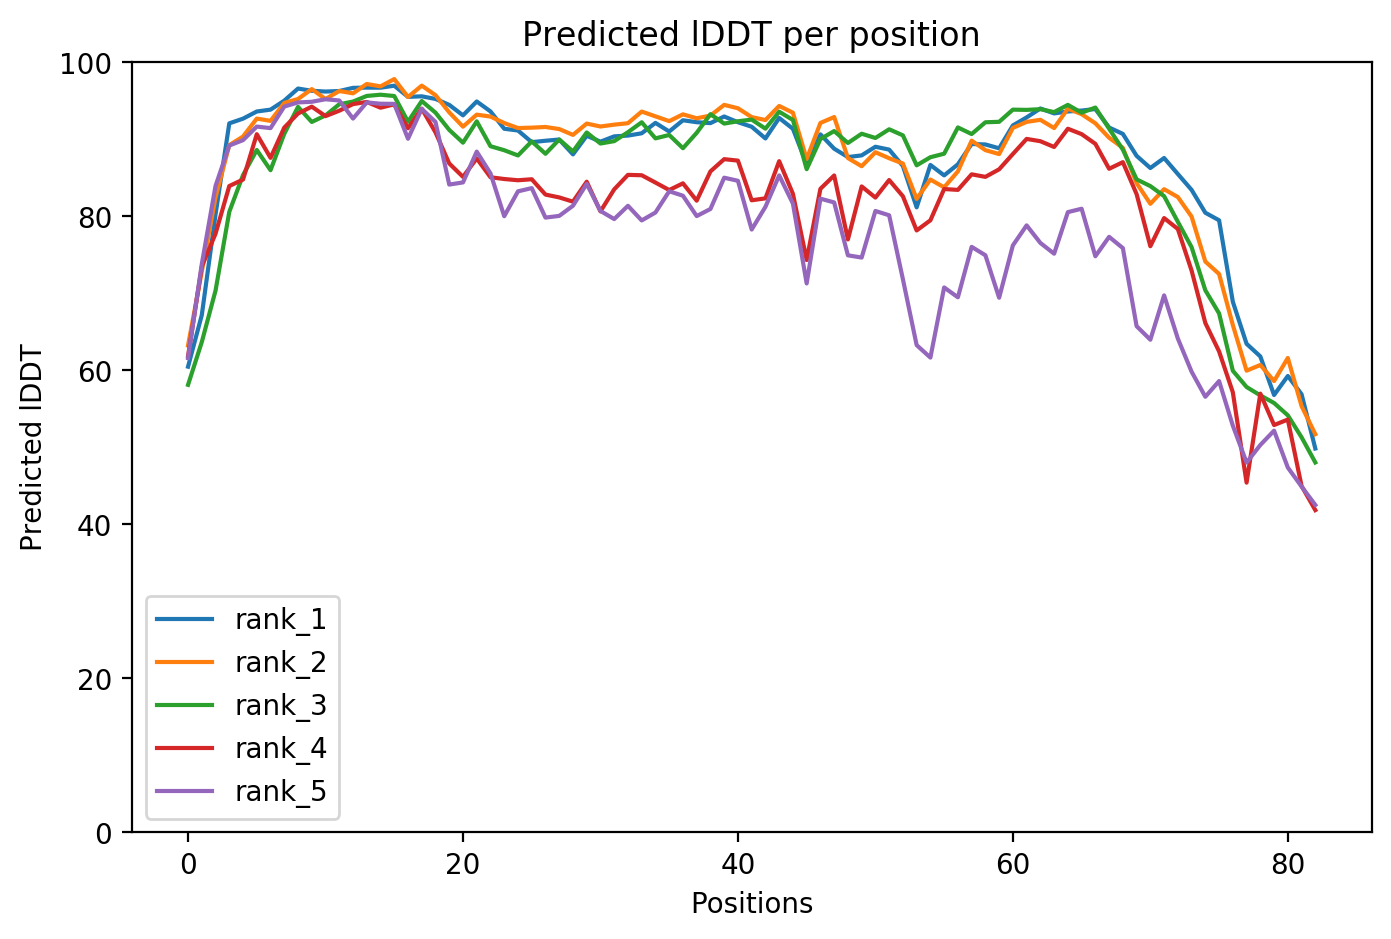 Predicted lDDT per position
100
80
60
40
20
0
Predicted lDDT
rank_1
rank_2
rank_3
rank_4
rank_5
0 20 40 60 80
Positions